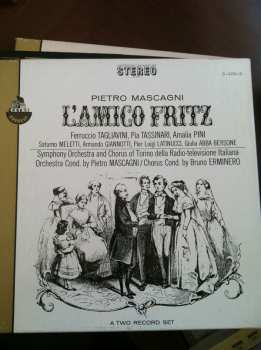 STEREO
PIETRO MASCAGNI
L'AMICO FRITZ
Ferruccio TAGLIAVINI, Pia TASSINARI, Amalia PINI
Saturno MELETTI, Armando GIANNOTTI, Pier Luigi LATINUCCI, Giulia ABBA BERSONE
Symphony Orchestra and Chorus of Torino della Radio-televisione Italiana
Orchestra Cond. by Pietro MASCAGNI / Chorus Cond. by Bruno ERMINERO
CETRA
A TWO RECORD SET